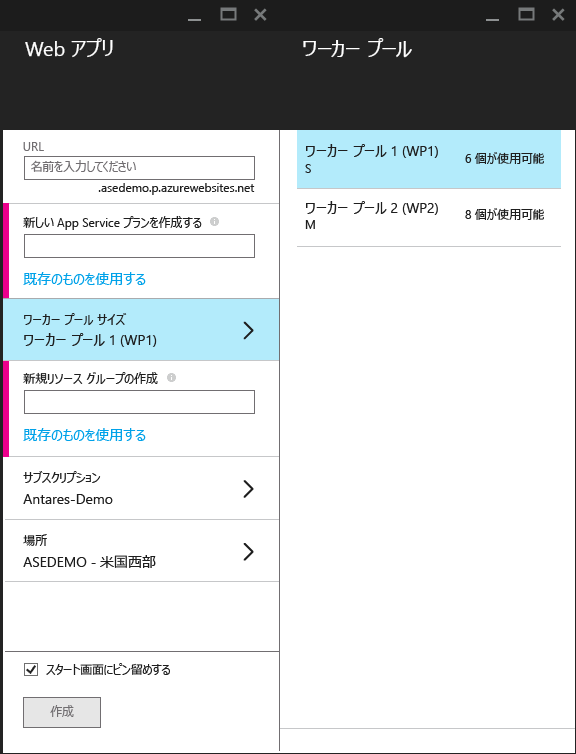 Web アプリ
URL
名前を入力してください
.asedemo.p.azurewebsites.net
新しい App Service プランを作成する
既存のものを使用する
ワーカー プール サイズ
ワーカー プール 1 (WP1)
新規リソース グループの作成
既存のものを使用する
サブスクリプション
Antares-Demo
場所
ASEDEMO - 米国西部
スタート画面にピン留めする
作成
ワーカー プール
ワーカー プール 1 (WP1)
S
6 個が使用可能
ワーカー プール 2 (WP2)
M
8 個が使用可能